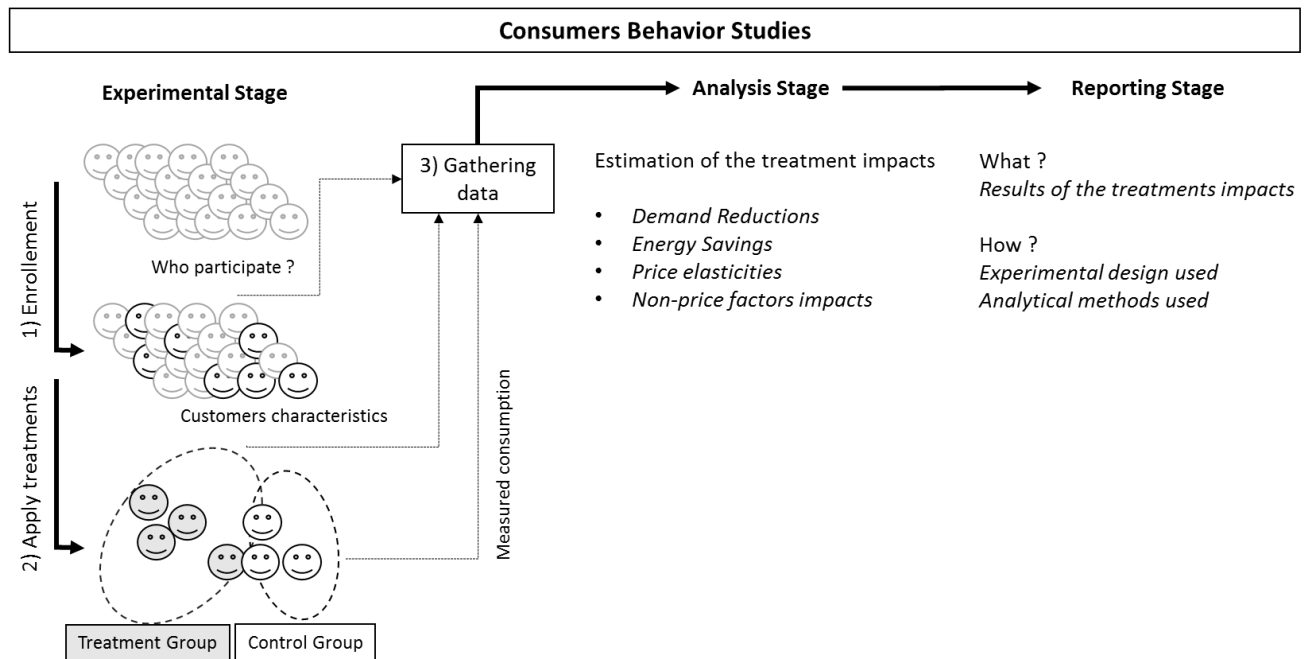 Consumers Behavior Studies
Experimental Stage
Analysis Stage
Reporting Stage
1) Enrollement
Who participate ?
3) Gathering
data
Customers characteristics
2) Apply treatments
Measured consumption
Treatment Group
Control Group
Estimation of the treatment impacts
• Demand Reductions
• Energy Savings
• Price elasticities
• Non-price factors impacts
What ?
Results of the treatments impacts
How ?
Experimental design used
Analytical methods used